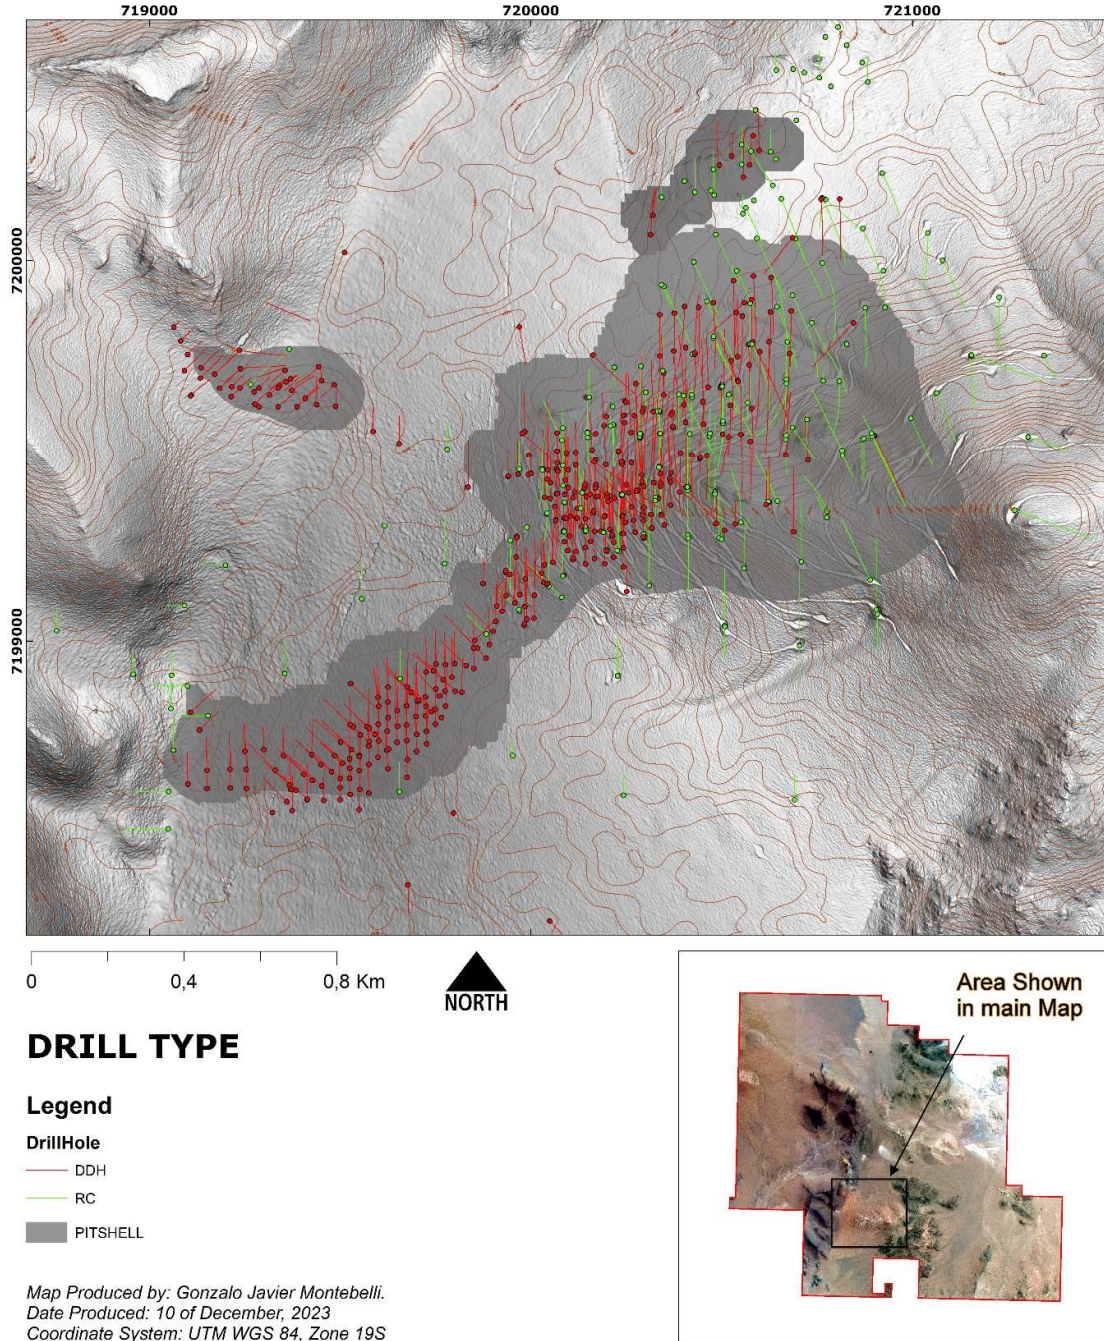 719000 720000 721000
7200000
7199000
0 0,4 0,8 Km
NORTH
DRILL TYPE
Legend
DrillHole
DDH
RC
PITSHELL
Map Produced by: Gonzalo Javier Montebelli.
Date Produced: 10 of December, 2023
Coordinate System: UTM WGS 84, Zone 19S
Area Shown
in main Map